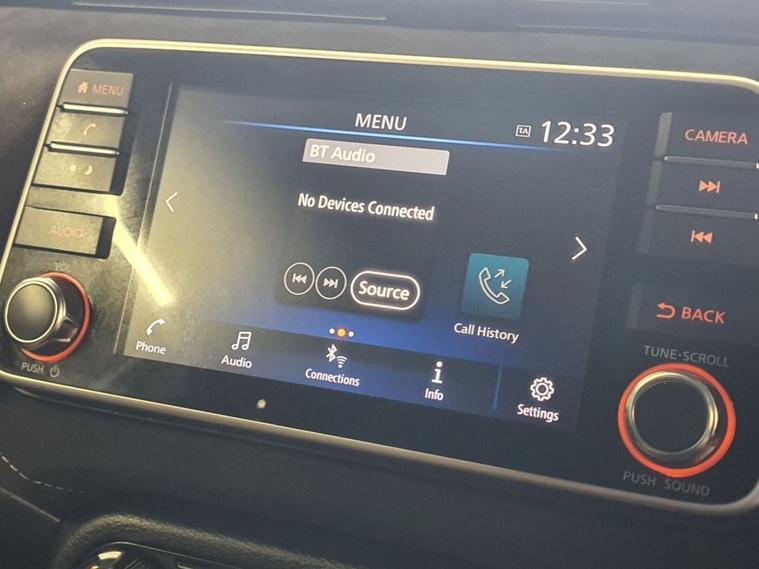 MENU
AUDIO
VOL
PUSH
MENU
TA
12:33
BT Audio
No Devices Connected
Source
Call History
Phone
Audio
Connections
Info
Settings
CAMERA
BACK
TUNE·SCROLL
PUSH SOUND